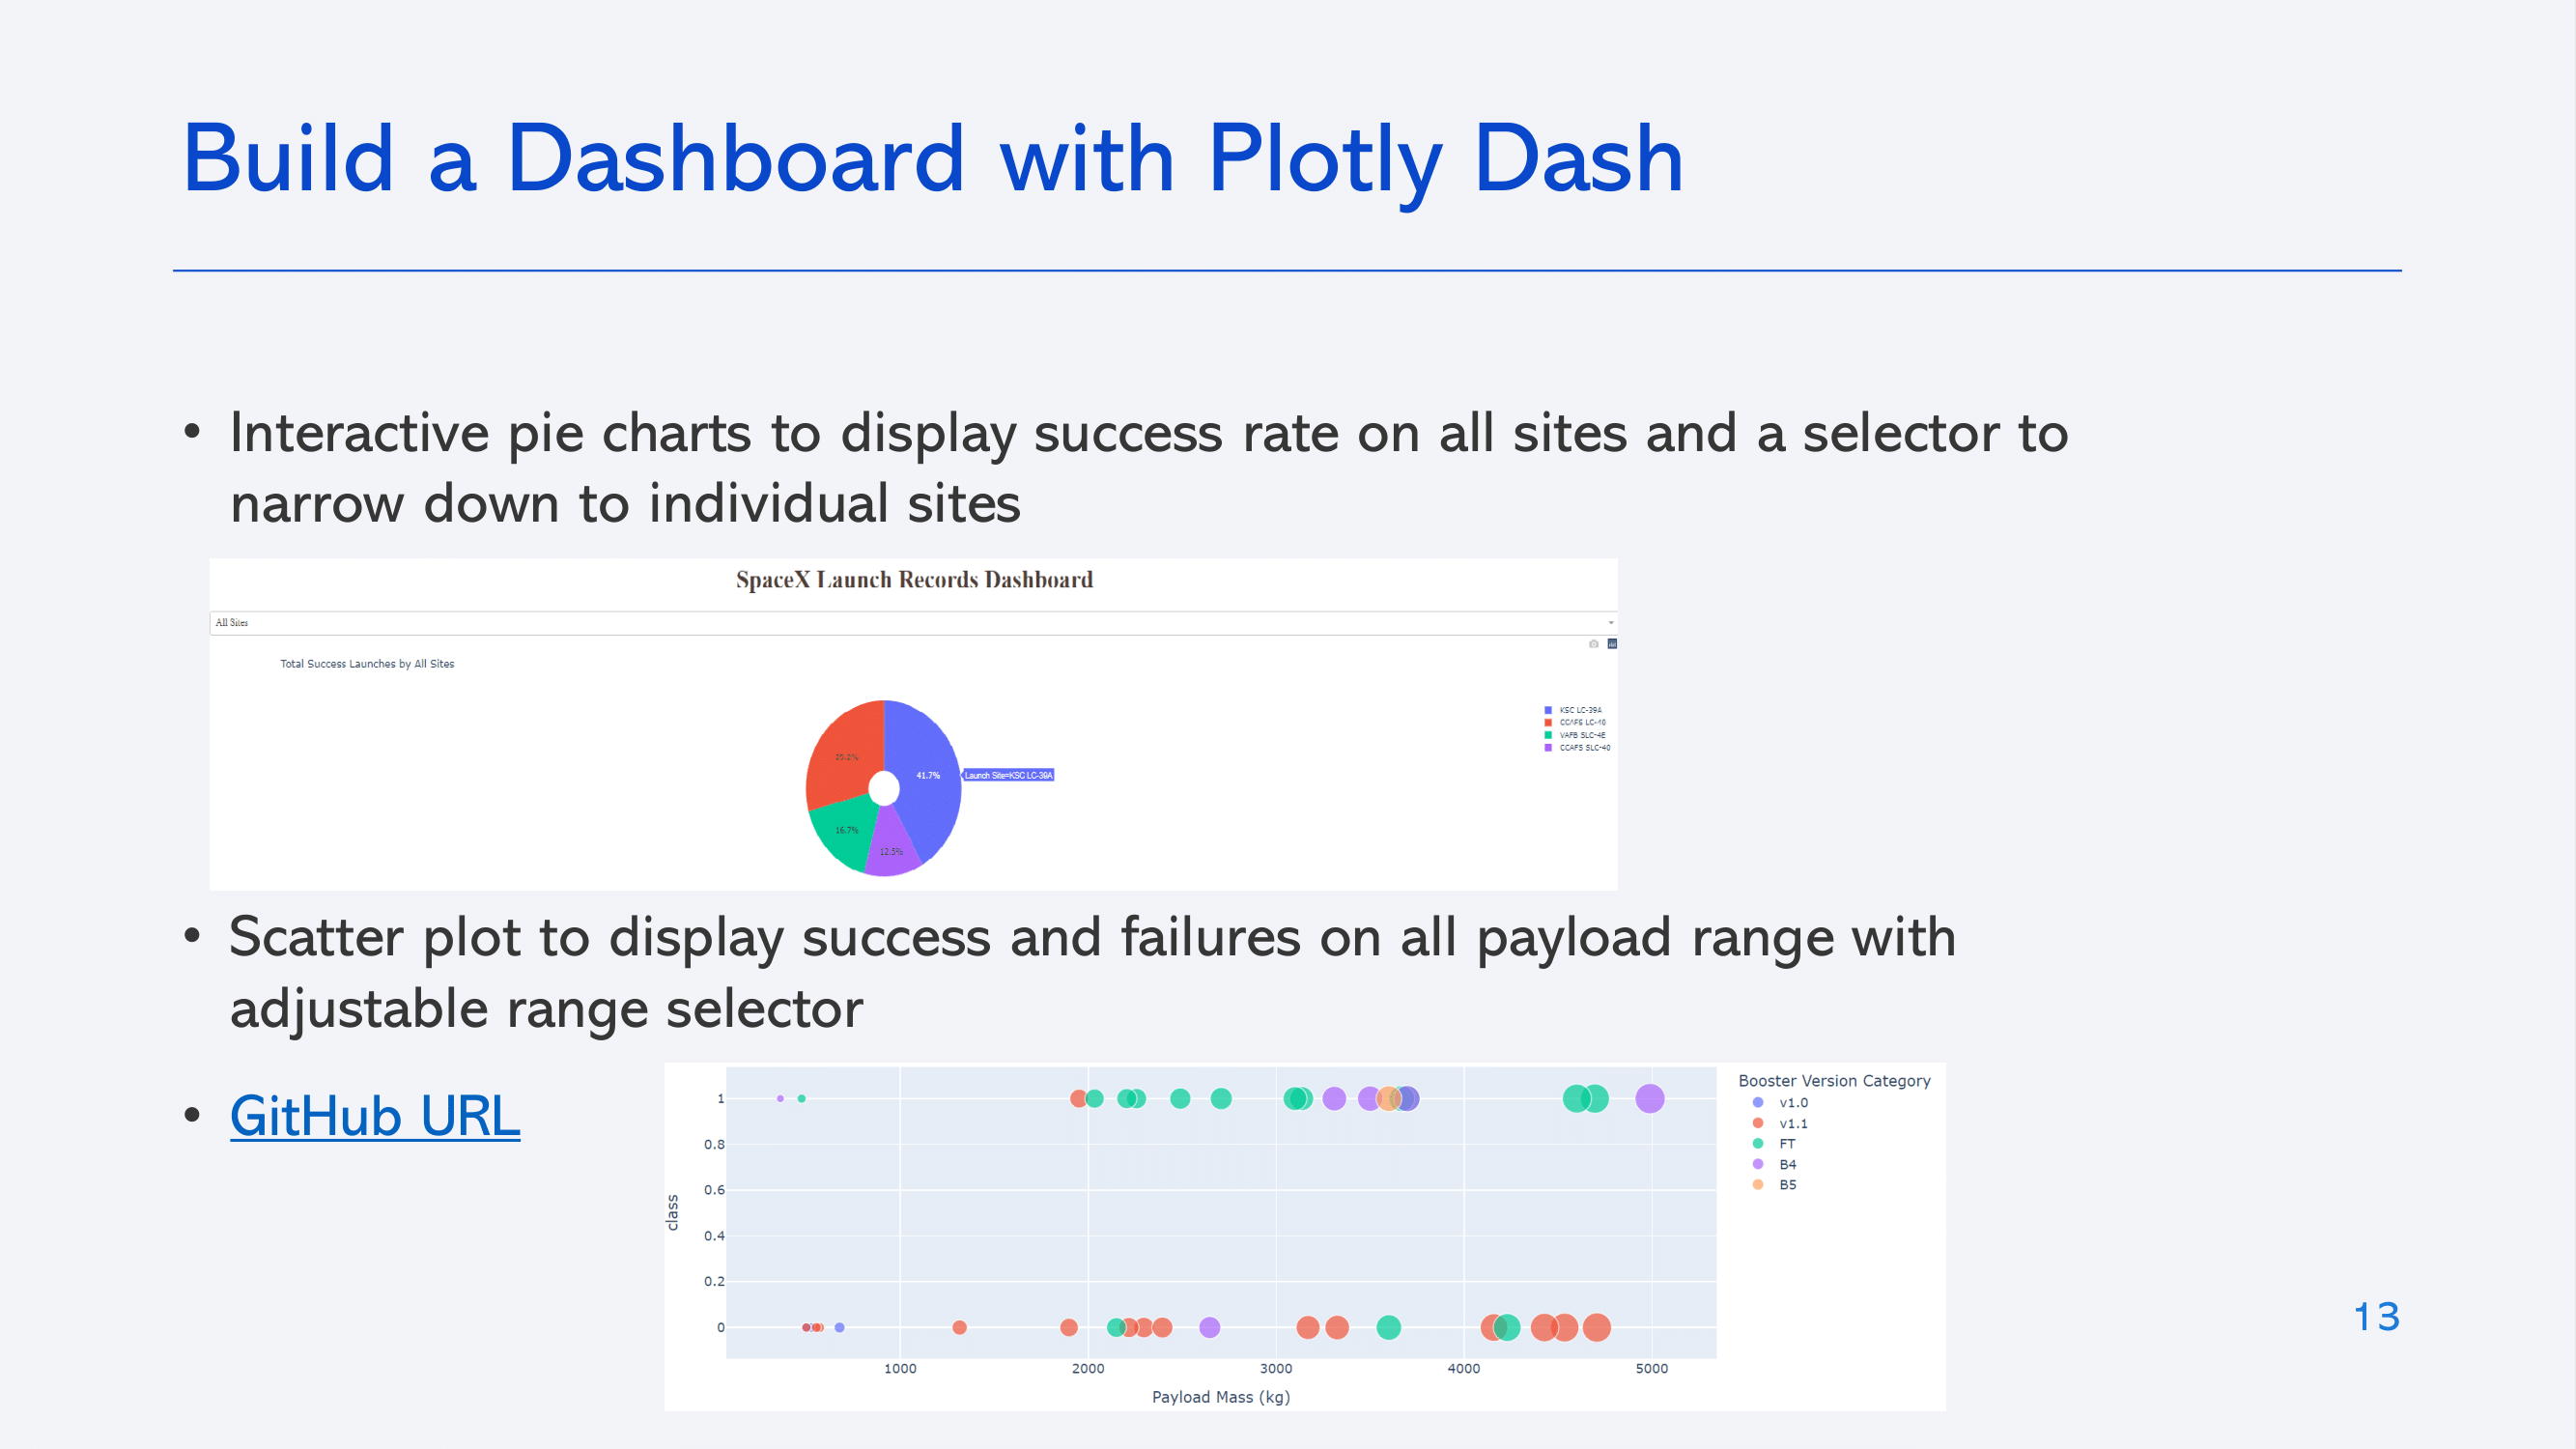 Build a Dashboard with Plotly Dash
• Interactive pie charts to display success rate on all sites and a selector to
narrow down to individual sites
SpaceX Launch Records Dashboard
All Sites
Total Success Launches by All Sites
41.7%
Launch Site=KSC LC-39A
16.7%
12.5%
KSC LC-39A
CCAFS LC-40
VAFB SLC-4E
CCAFS SLC-40
• Scatter plot to display success and failures on all payload range with
adjustable range selector
• GitHub URL
class
1
0.8
0.6
0.4
0.2
0
1000 2000 3000 4000 5000
Payload Mass (kg)
Booster Version Category
v1.0
v1.1
FT
B4
B5
13